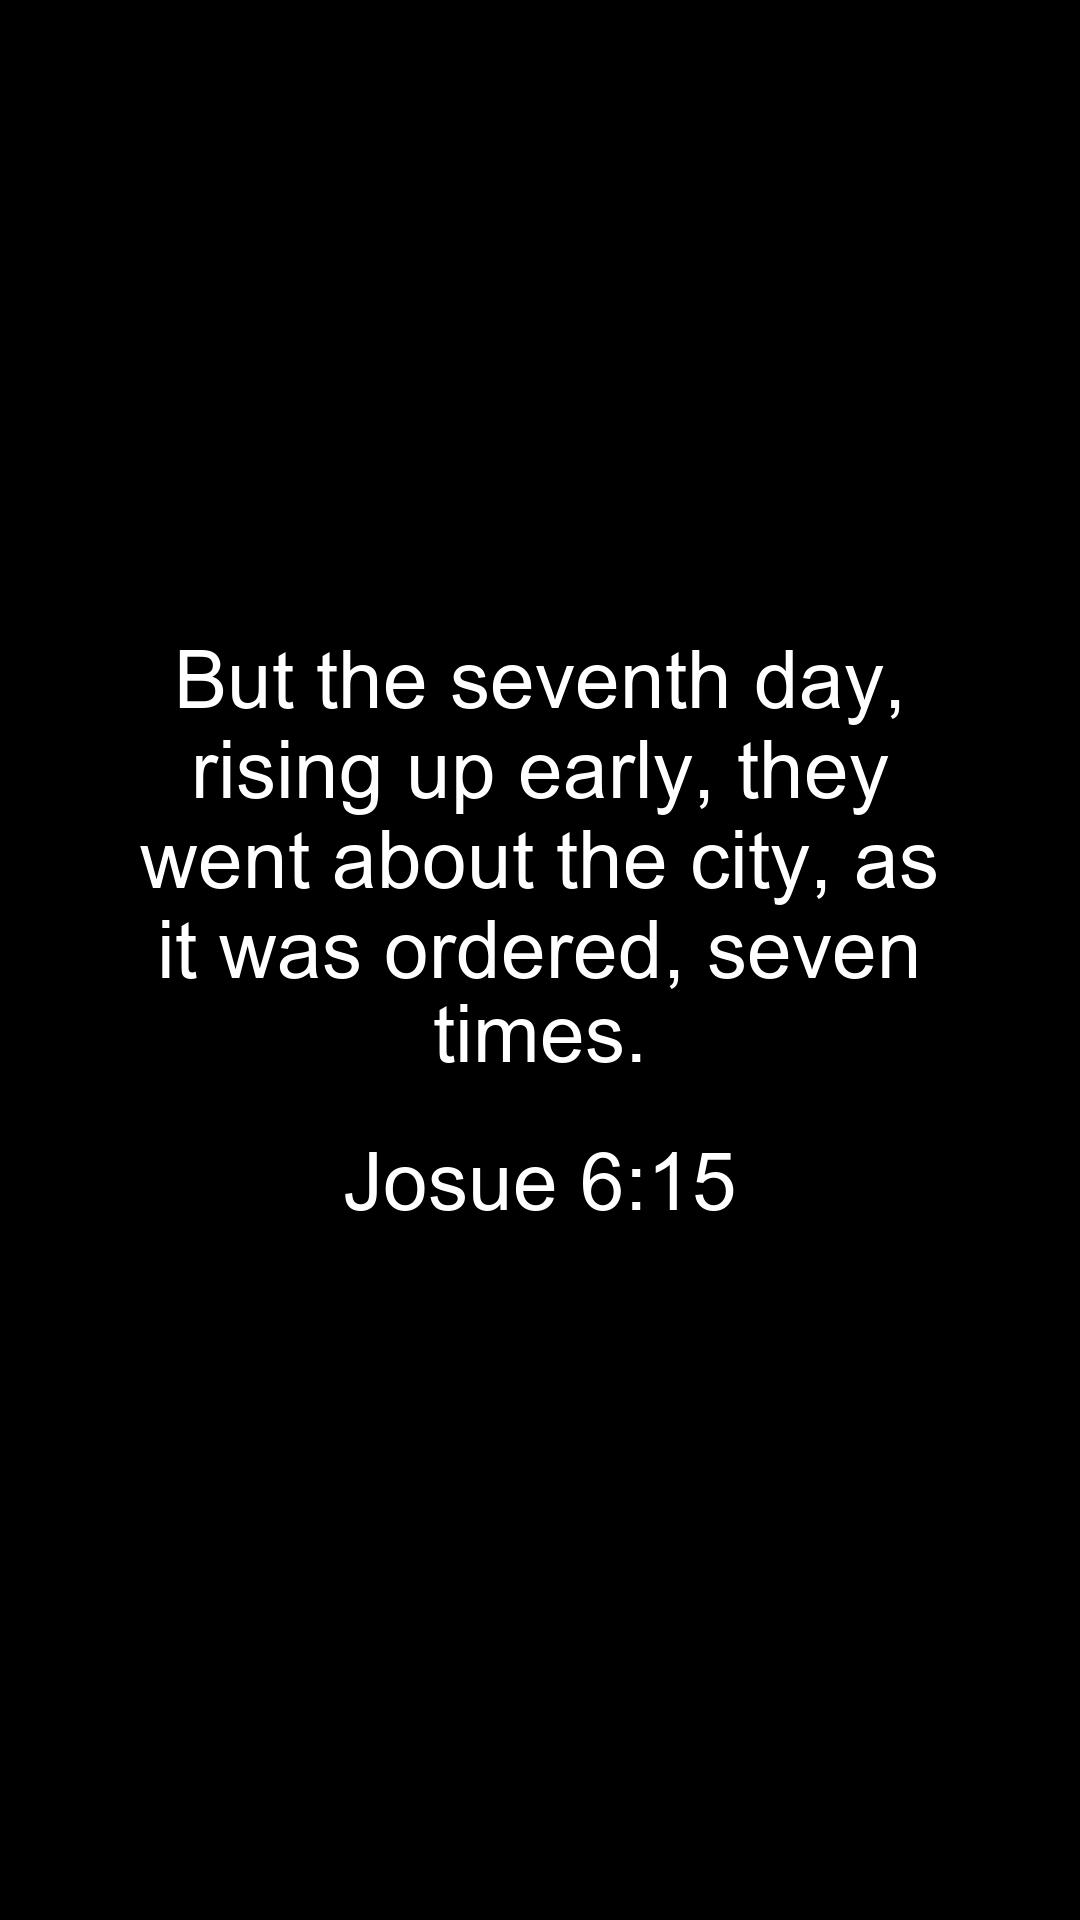 But the seventh day,
rising up early, they
went about the city, as
it was ordered, seven
times.
Josue 6:15